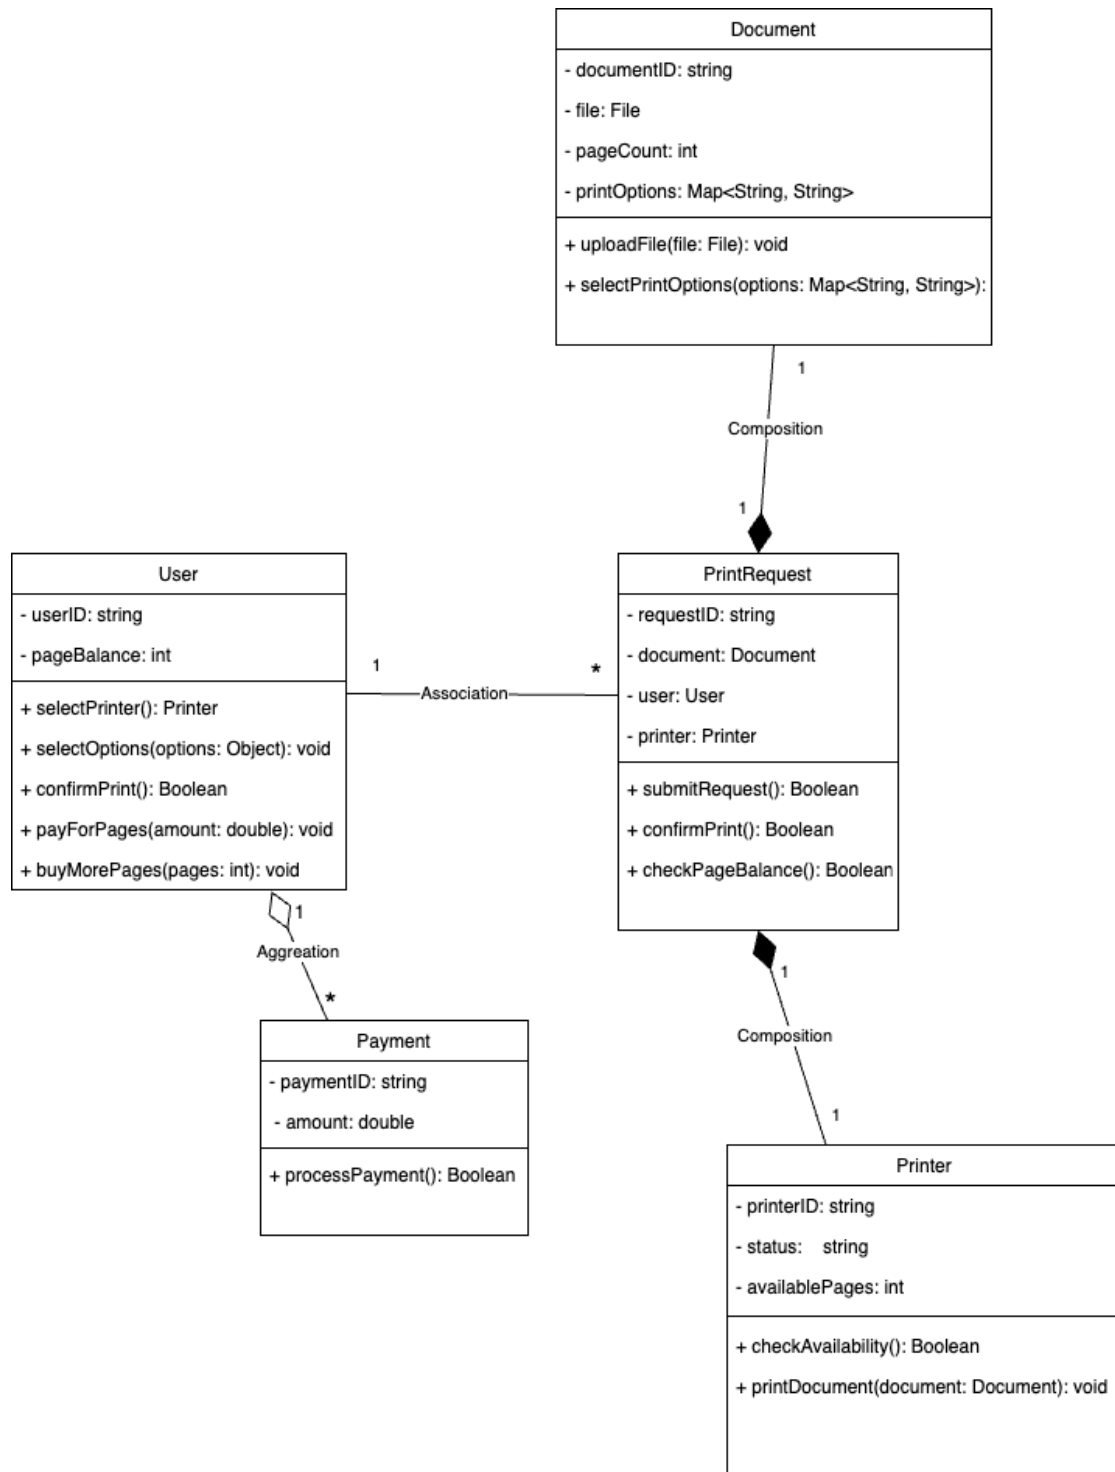 Document
- documentID: string
- file: File
- pageCount: int
- printOptions: Map<String, String>
+ uploadFile(file: File): void
+ selectPrintOptions(options: Map<String, String>):
1
Composition
1
User
- userID: string
- pageBalance: int
+ selectPrinter(): Printer
+ selectOptions(options: Object): void
+ confirmPrint(): Boolean
+ payForPages(amount: double): void
+ buyMorePages(pages: int): void
1
Association
*
PrintRequest
- requestID: string
- document: Document
- user: User
- printer: Printer
+ submitRequest(): Boolean
+ confirmPrint(): Boolean
+ checkPageBalance(): Boolean
1
Aggreation
*
Payment
- paymentID: string
- amount: double
+ processPayment(): Boolean
1
Composition
1
Printer
- printerID: string
- status: string
- availablePages: int
+ checkAvailability(): Boolean
+ printDocument(document: Document): void